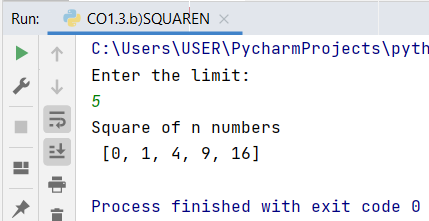 Run: CO1.3.b)SQUAREN
C:\Users\USER\PycharmProjects\pyth
Enter the limit:
5
Square of n numbers
[0, 1, 4, 9, 16]
Process finished with exit code 0